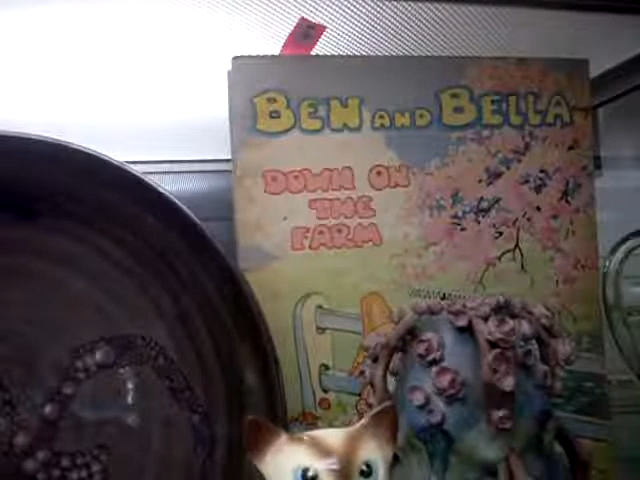 BEN AND BELLA
DOWN ON
THE
FARM